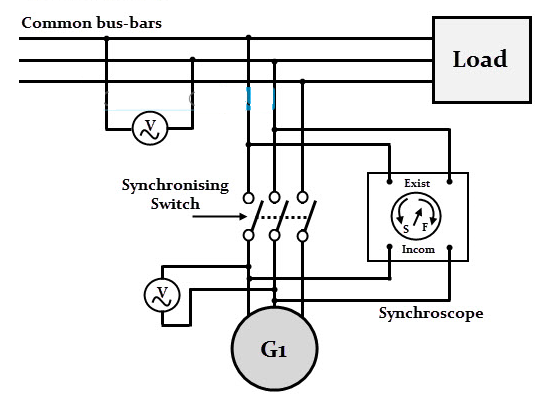 Common bus-bars
Load
V
Synchronising
Switch
Exist
S F
Incom
V
Synchroscope
G1